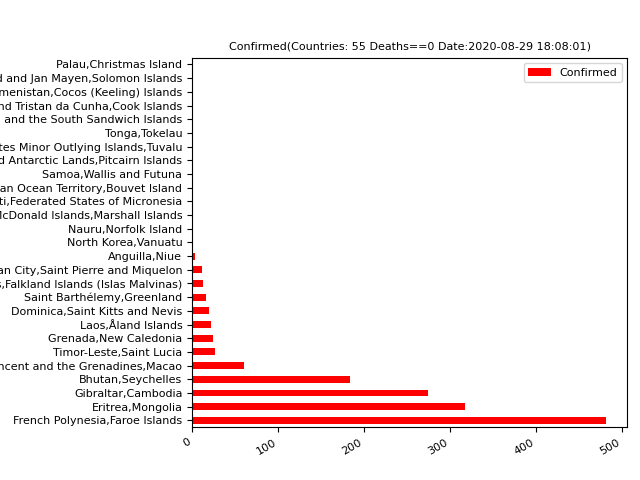 Confirmed(Countries: 55 Deaths==0 Date:2020-08-29 18:08:01)
Confirmed
Palau,Christmas Island
and Jan Mayen,Solomon Islands
menistan,Cocos (Keeling) Islands
Tristan da Cunha,Cook Islands
and the South Sandwich Islands
Tonga,Tokelau
Minor Outlying Islands,Tuvalu
Antarctic Lands,Pitcairn Islands
Samoa,Wallis and Futuna
an Ocean Territory,Bouvet Island
ti,Federated States of Micronesia
McDonald Islands,Marshall Islands
Nauru,Norfolk Island
North Korea,Vanuatu
Anguilla,Niue
an City,Saint Pierre and Miquelon
s,Falkland Islands (Islas Malvinas)
Saint Barthélemy,Greenland
Dominica,Saint Kitts and Nevis
Laos,Åland Islands
Grenada,New Caledonia
Timor-Leste,Saint Lucia
ncent and the Grenadines,Macao
Bhutan,Seychelles
Gibraltar,Cambodia
Eritrea,Mongolia
French Polynesia,Faroe Islands
0 100 200 300 400 500